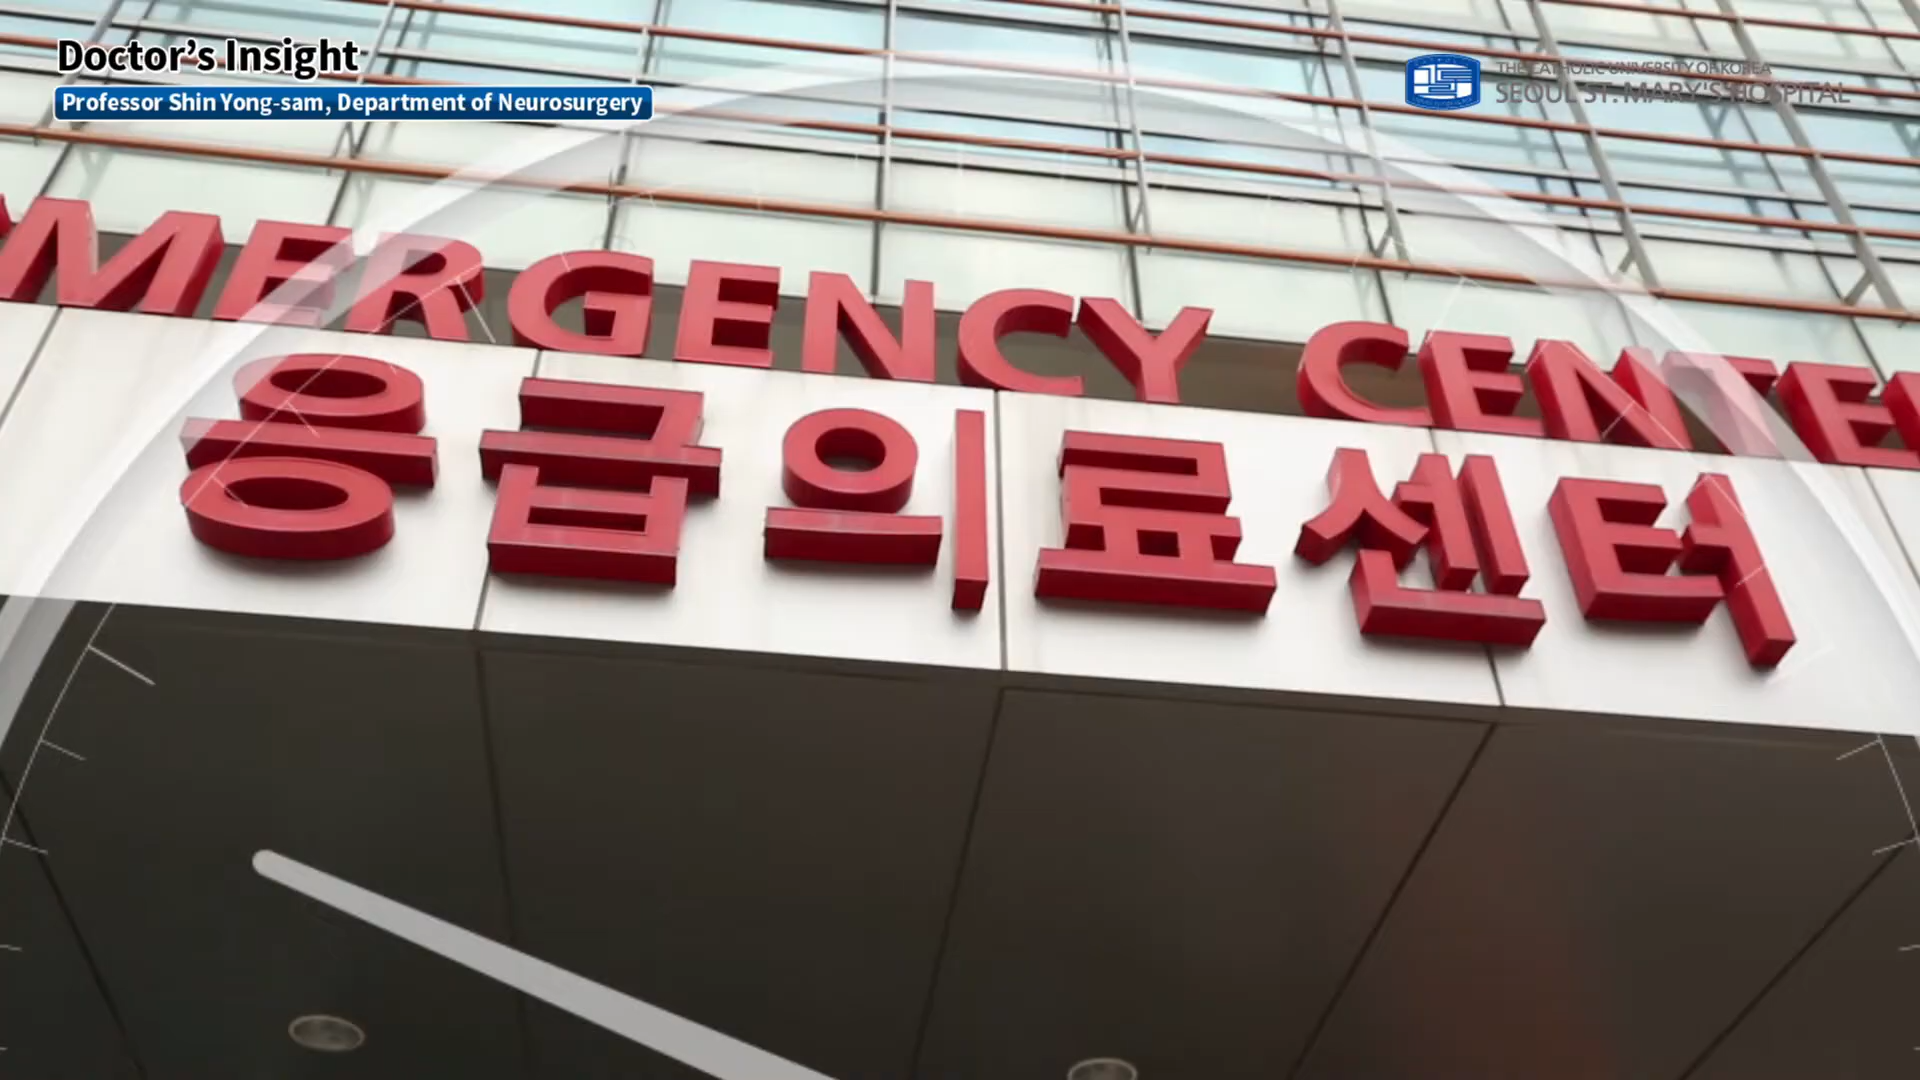 Doctor's Insight
Professor Shin Yong-sam, Department of Neurosurgery
THE CATHOLIC UNIVERSITY OF KOREA
SEOUL ST. MARY'S HOSPITAL
MERGENCY CENTE
응급의료센터